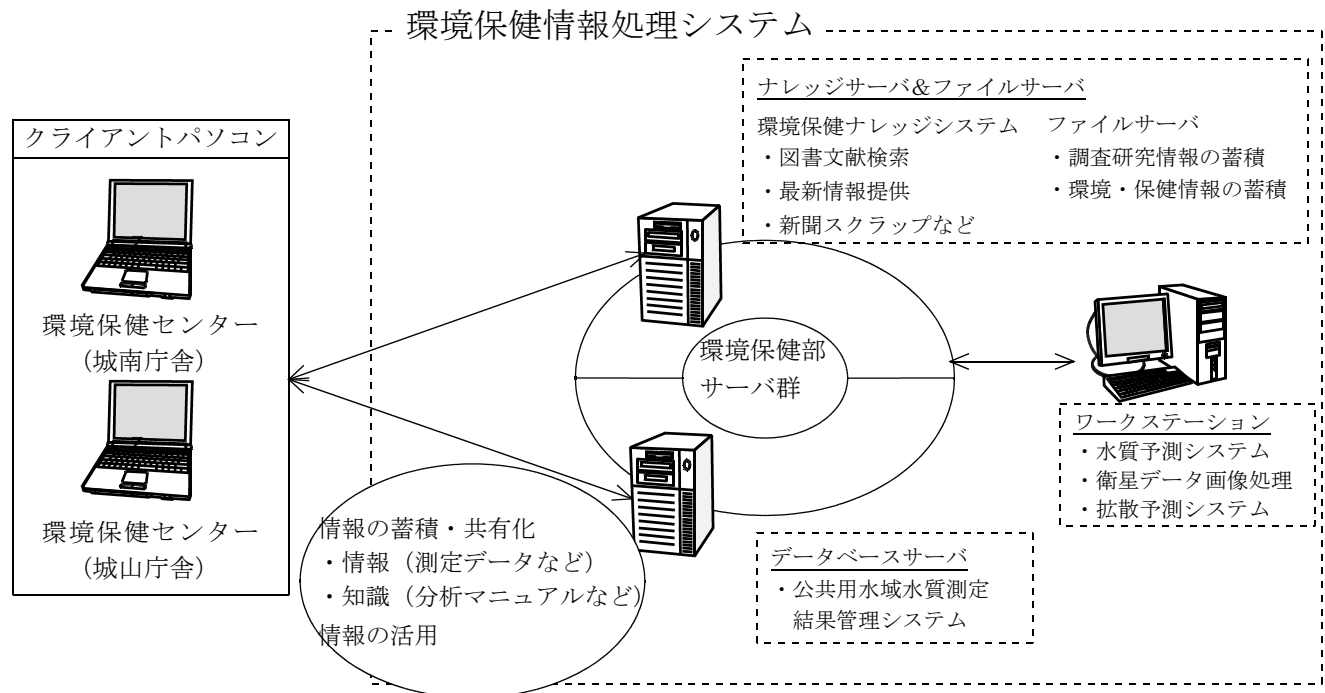 環境保健情報処理システム
クライアントパソコン
環境保健センター
（城南庁舎）
環境保健センター
（城山庁舎）
ナレッジサーバ＆ファイルサーバ
環境保健ナレッジシステム
・図書文献検索
・最新情報提供
・新聞スクラップなど
ファイルサーバ
・調査研究情報の蓄積
・環境・保健情報の蓄積
環境保健部
サーバ群
ワークステーション
・水質予測システム
・衛星データ画像処理
・拡散予測システム
情報の蓄積・共有化
・情報（測定データなど）
・知識（分析マニュアルなど）
情報の活用
データベースサーバ
・公共用水域水質測定
結果管理システム